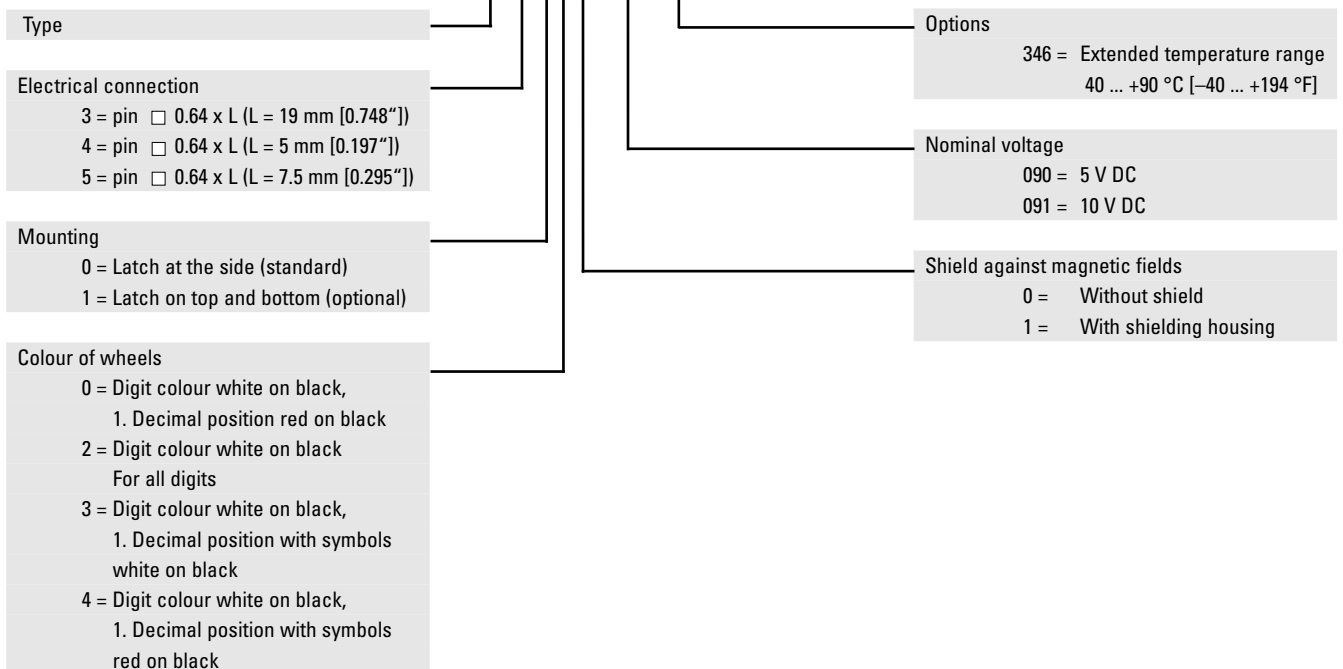 Type
Electrical connection
3 = pin □ 0.64 x L (L = 19 mm [0.748“])
4 = pin □ 0.64 x L (L = 5 mm [0.197“])
5 = pin □ 0.64 x L (L = 7.5 mm [0.295“])
Mounting
0 = Latch at the side (standard)
1 = Latch on top and bottom (optional)
Colour of wheels
0 = Digit colour white on black,
1. Decimal position red on black
2 = Digit colour white on black
For all digits
3 = Digit colour white on black,
1. Decimal position with symbols
white on black
4 = Digit colour white on black,
1. Decimal position with symbols
red on black
Options
346 = Extended temperature range
40 ... +90 °C [–40 ... +194 °F]
Nominal voltage
090 = 5 V DC
091 = 10 V DC
Shield against magnetic fields
0 = Without shield
1 = With shielding housing